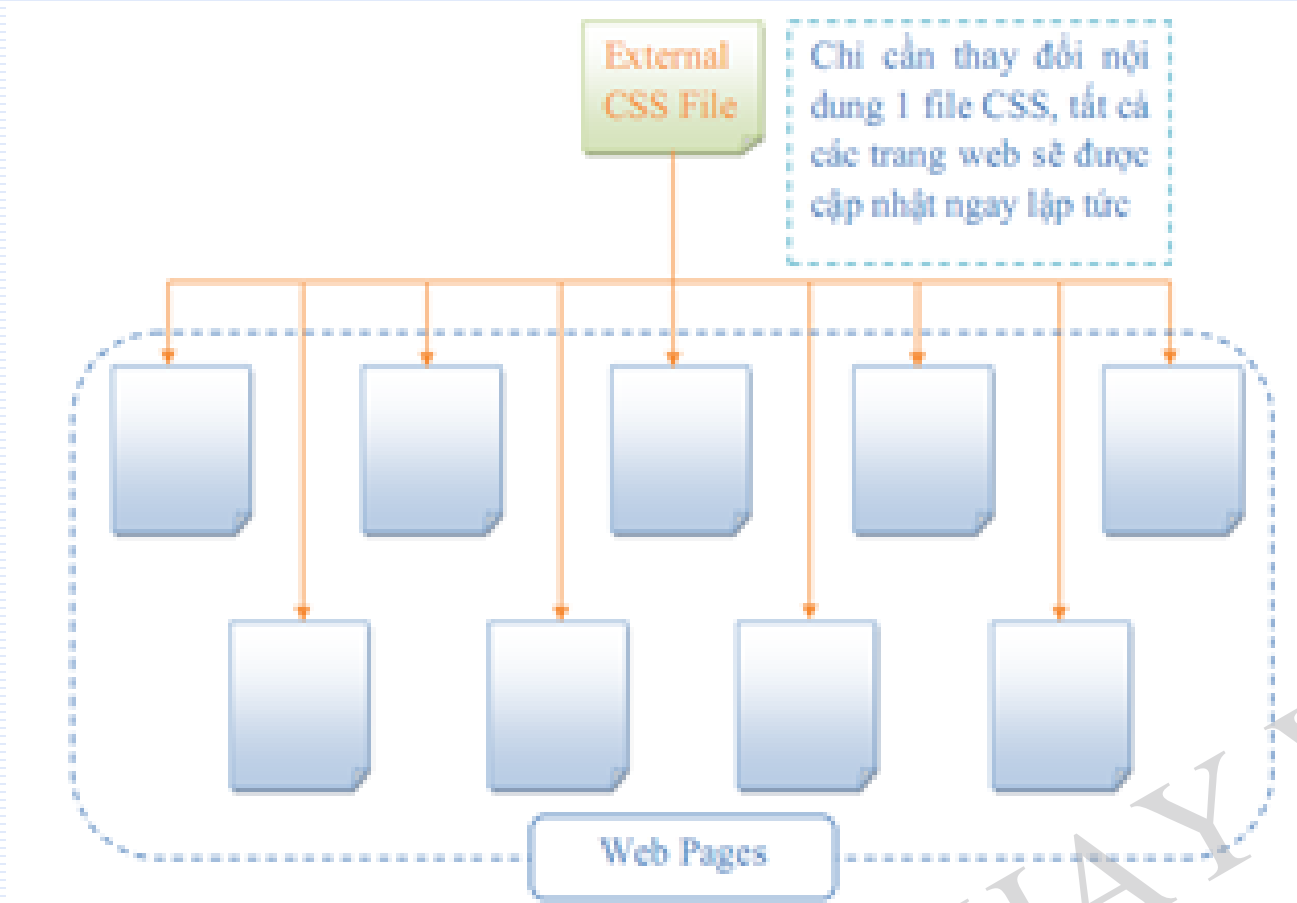 External
CSS File
Chỉ cần thay đổi nội
dung 1 file CSS, tất cả
các trang web sẽ được
cập nhật ngay lập tức
Web Pages